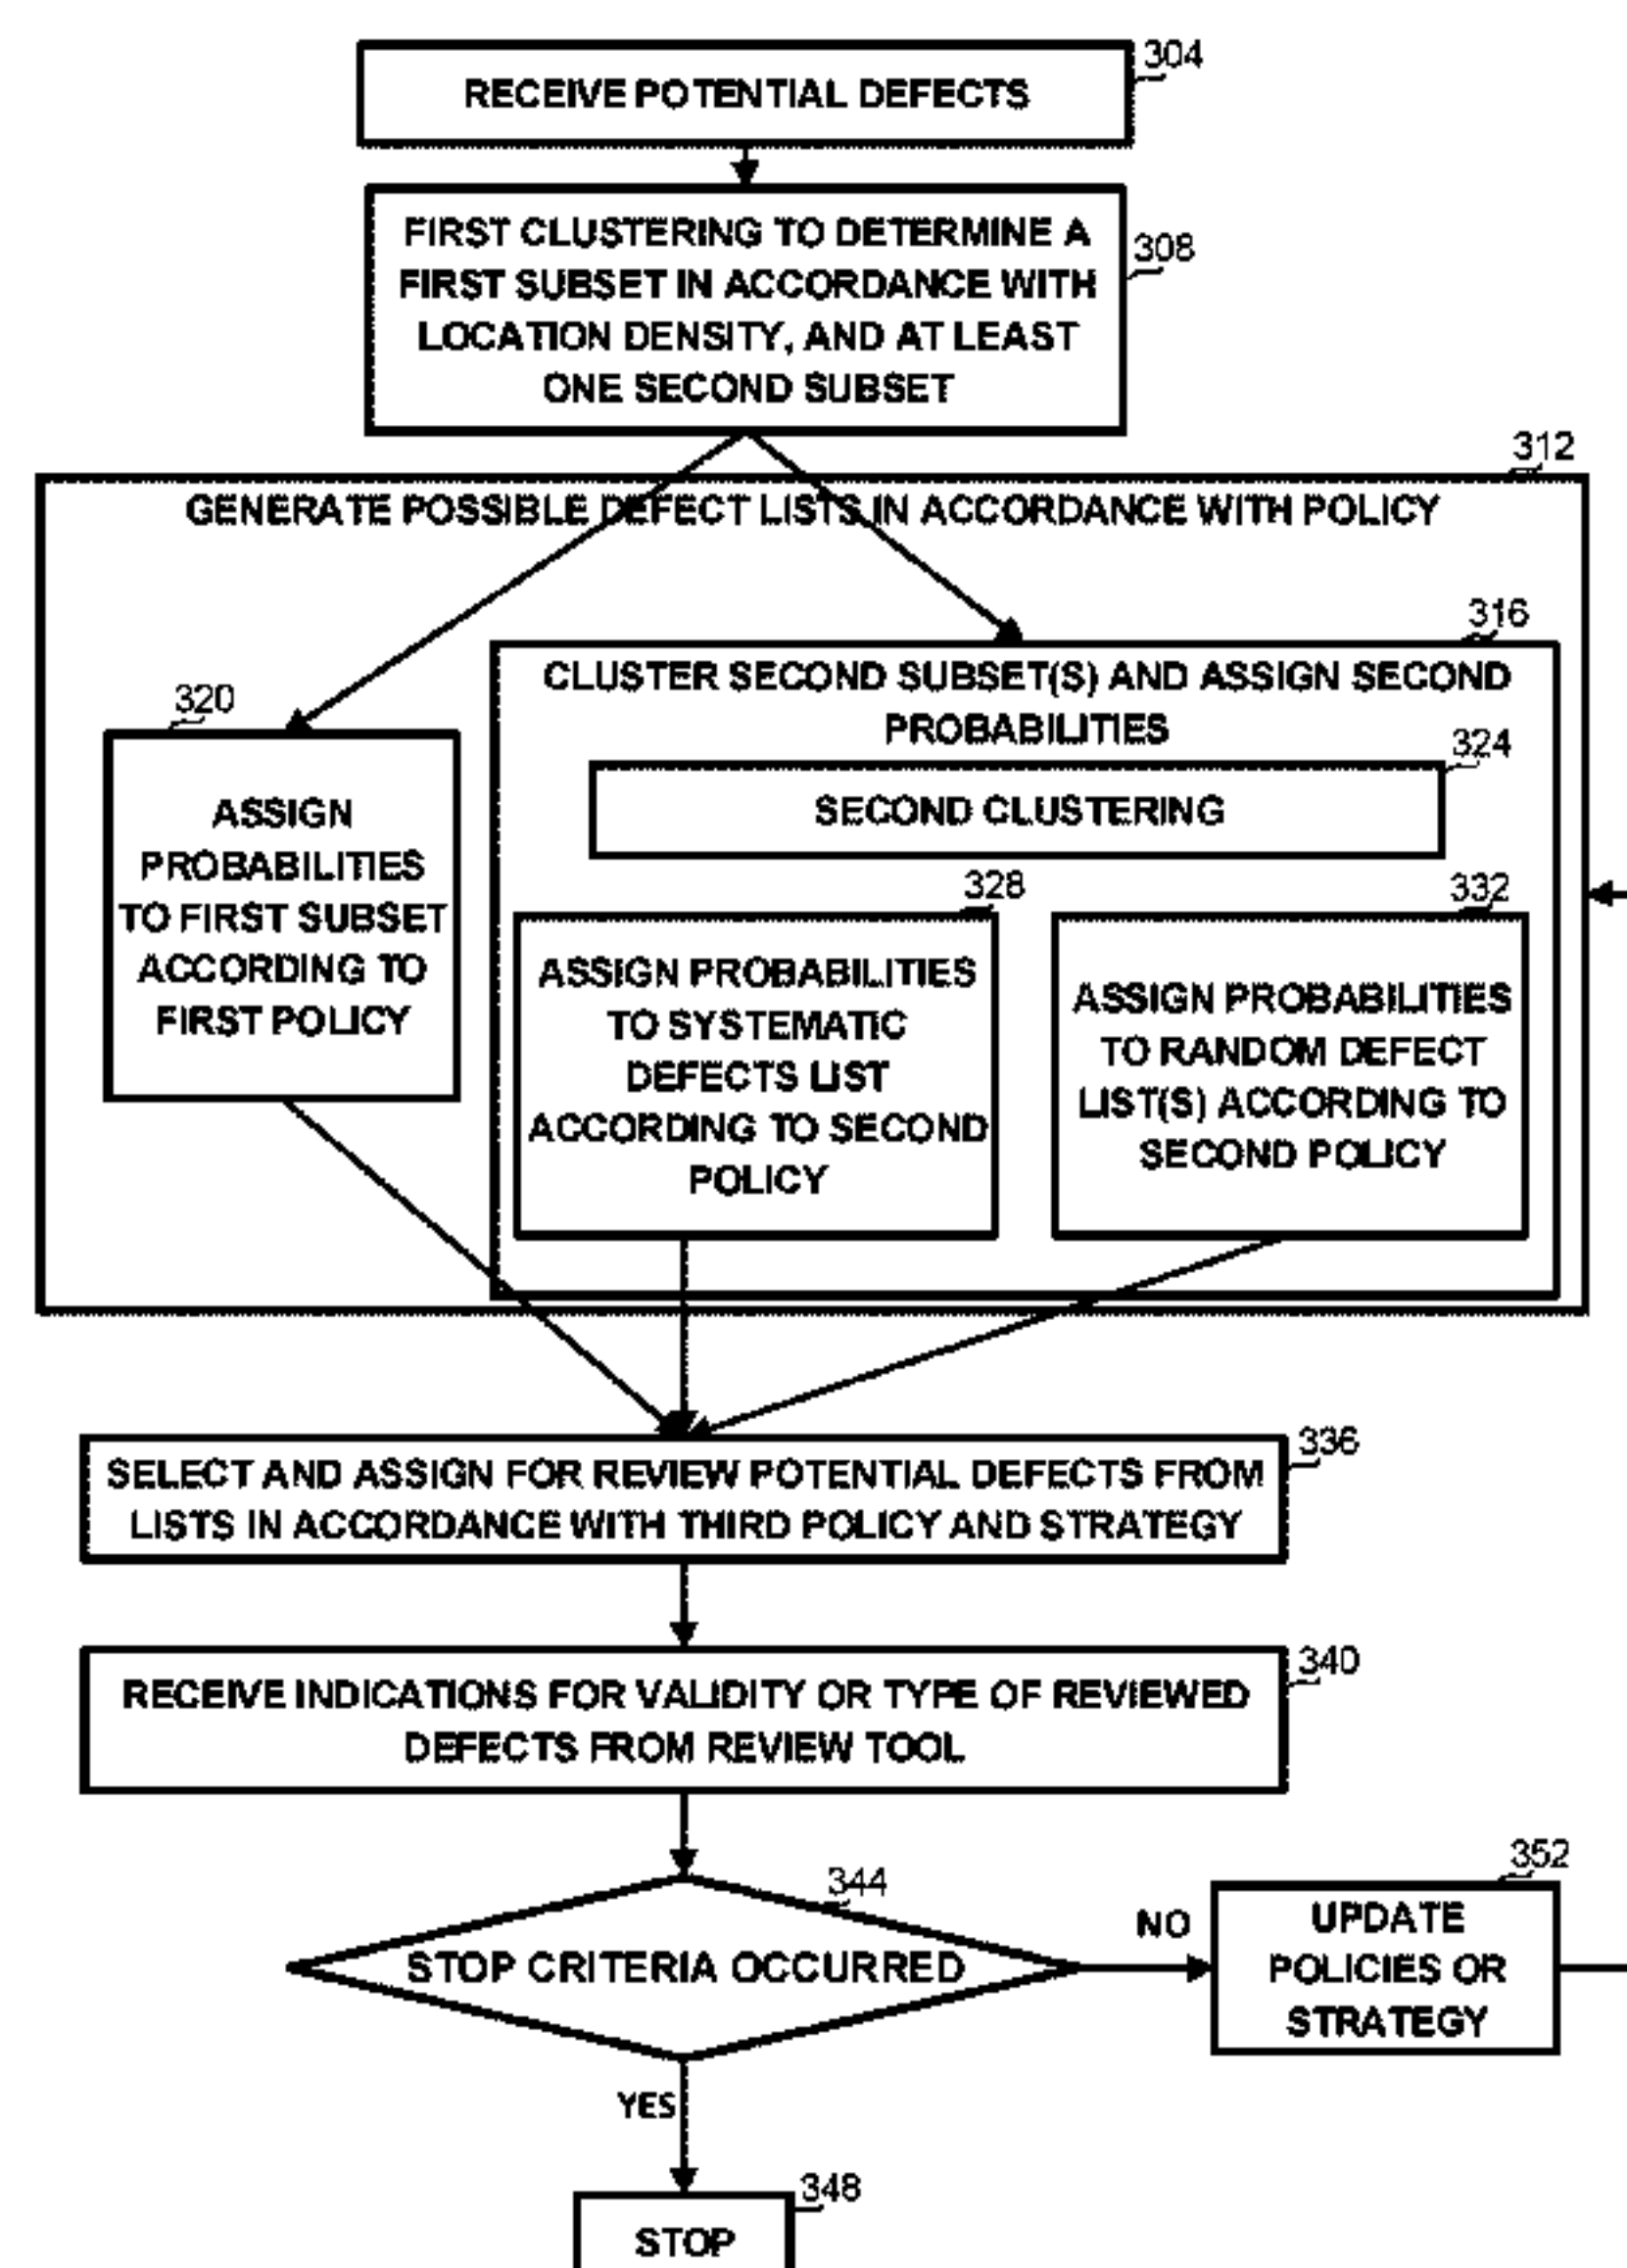 304
RECEIVE POTENTIAL DEFECTS
308
FIRST CLUSTERING TO DETERMINE A
FIRST SUBSET IN ACCORDANCE WITH
LOCATION DENSITY, AND AT LEAST
ONE SECOND SUBSET
312
GENERATE POSSIBLE DEFECT LISTS IN ACCORDANCE WITH POLICY
320
ASSIGN
PROBABILITIES
TO FIRST SUBSET
ACCORDING TO
FIRST POLICY
316
CLUSTER SECOND SUBSET(S) AND ASSIGN SECOND
PROBABILITIES
324
SECOND CLUSTERING
328
ASSIGN PROBABILITIES
TO SYSTEMATIC
DEFECTS LIST
ACCORDING TO SECOND
POLICY
332
ASSIGN PROBABILITIES
TO RANDOM DEFECT
LIST(S) ACCORDING TO
SECOND POLICY
336
SELECT AND ASSIGN FOR REVIEW POTENTIAL DEFECTS FROM
LISTS IN ACCORDANCE WITH THIRD POLICY AND STRATEGY
340
RECEIVE INDICATIONS FOR VALIDITY OR TYPE OF REVIEWED
DEFECTS FROM REVIEW TOOL
344
STOP CRITERIA OCCURRED
NO
352
UPDATE
POLICIES OR
STRATEGY
YES
348
STOP